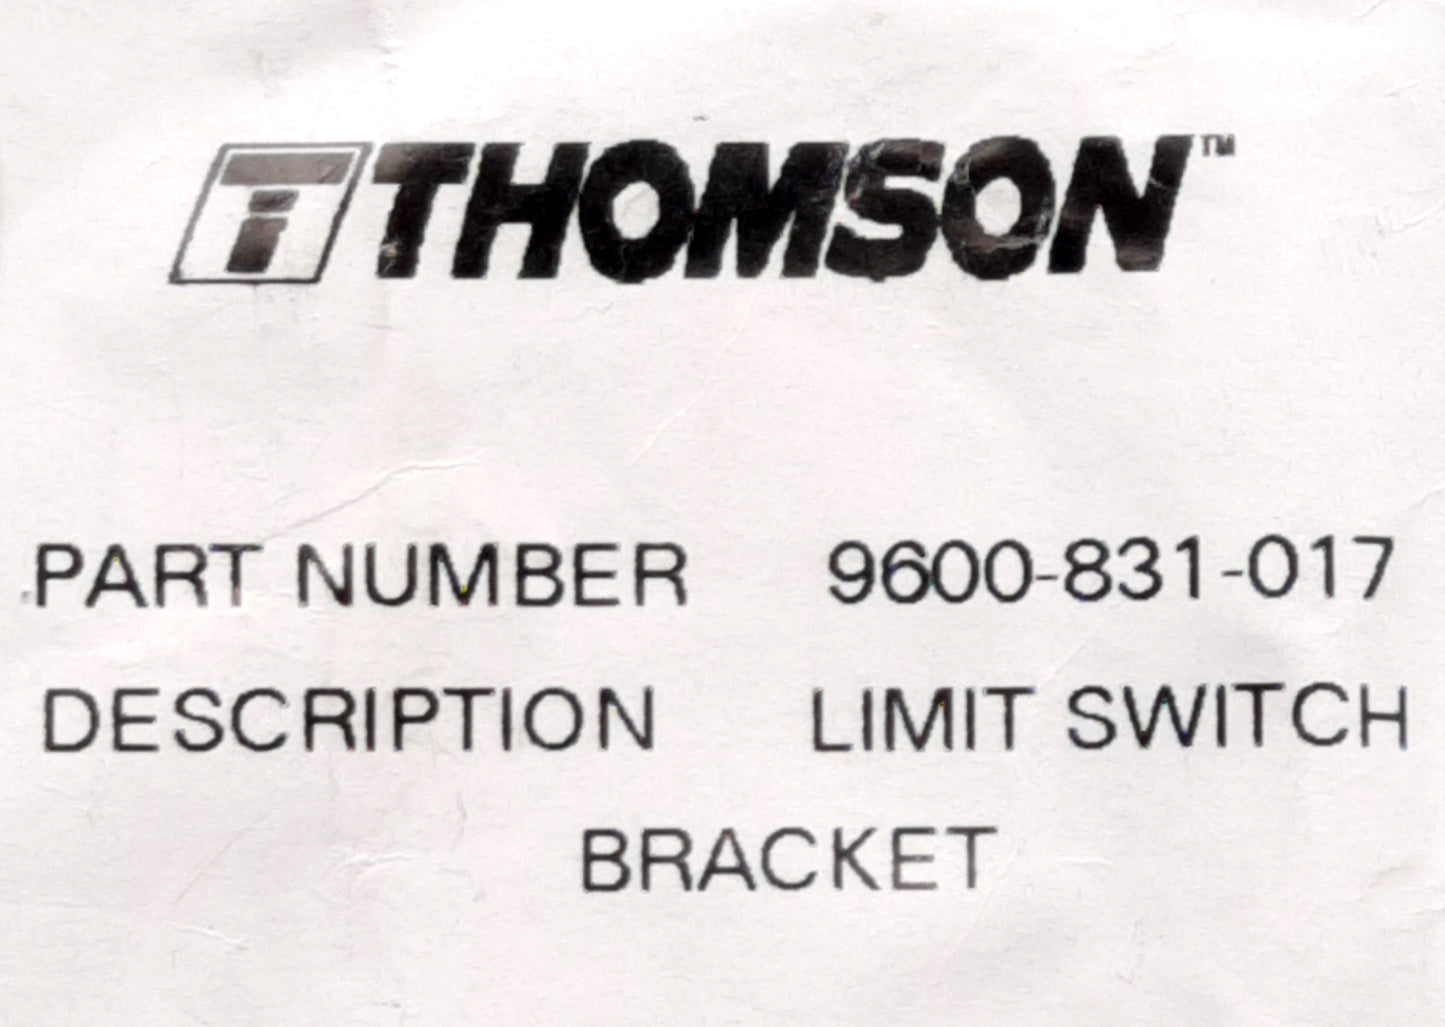 THOMSON™
PART NUMBER 9600-831-017
DESCRIPTION LIMIT SWITCH
BRACKET